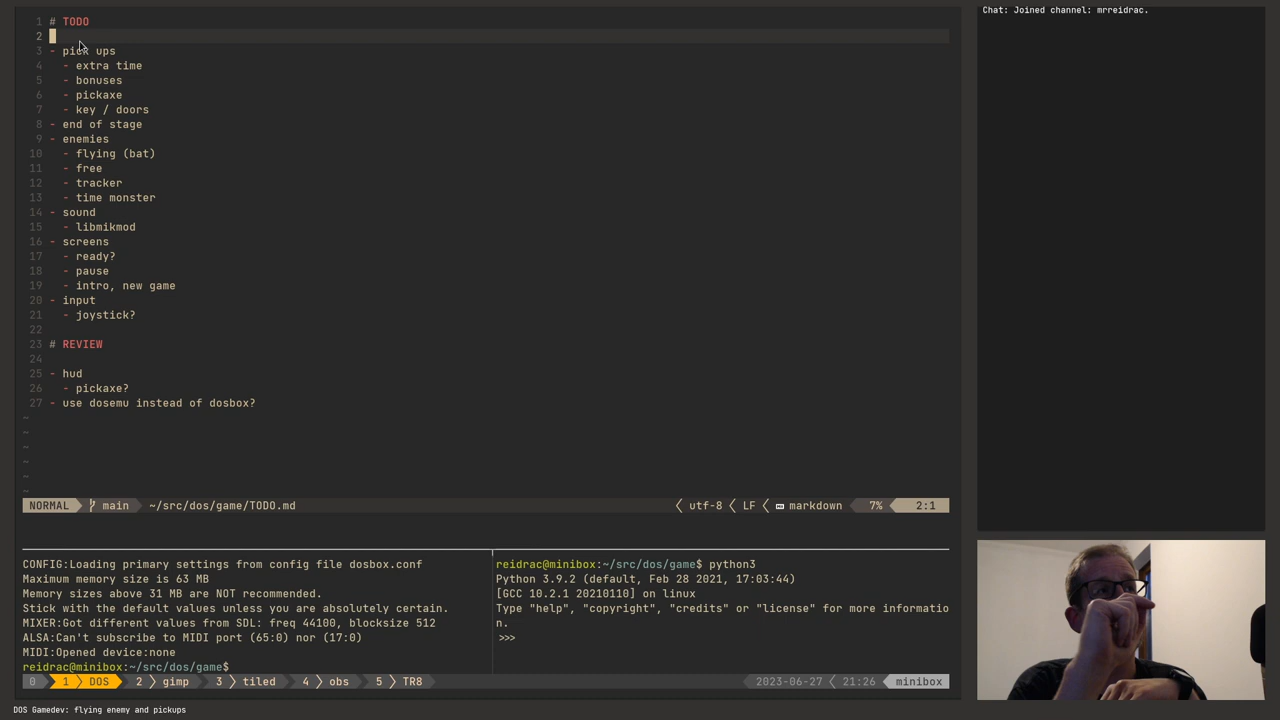 1 # TODO
2
3 - pick ups
4 - extra time
5 - bonuses
6 - pickaxe
7 - key / doors
8 - end of stage
9 - enemies
10 - flying (bat)
11 - free
12 - tracker
13 - time monster
14 - sound
15 - libmikmod
16 - screens
17 - ready?
18 - pause
19 - intro, new game
20 - input
21 - joystick?
22
23 # REVIEW
24
25 - hud
26 - pickaxe?
27 - use dosemu instead of dosbox?
~
~
~
~
~
~
NORMAL main ~/src/dos/game/TODO.md utf-8 LF markdown 7% 2:1
CONFIG:Loading primary settings from config file dosbox.conf
Maximum memory size is 63 MB
Memory sizes above 31 MB are NOT recommended.
Stick with the default values unless you are absolutely certain.
MIXER:Got different values from SDL: freq 44100, blocksize 512
ALSA:Can't subscribe to MIDI port (65:0) nor (17:0)
MIDI:Opened device:none
reidrac@minibox:~/src/dos/game$
reidrac@minibox:~/src/dos/game$ python3
Python 3.9.2 (default, Feb 28 2021, 17:03:44)
[GCC 10.2.1 20210110] on linux
Type "help", "copyright", "credits" or "license" for more informatio
n.
>>>
0 1 DOS 2 gimp 3 tiled 4 obs 5 TR8 2023-06-27 21:26 minibox
Chat: Joined channel: mrreidrac.
DOS Gamedev: flying enemy and pickups